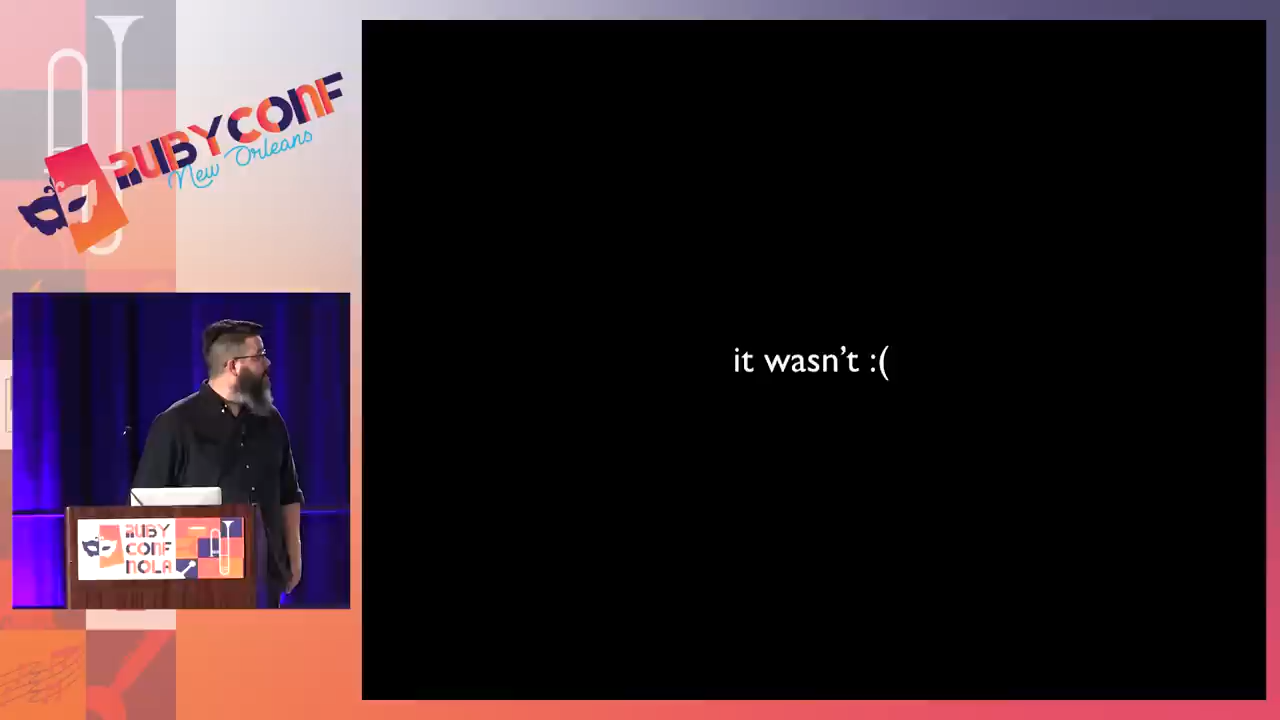 RUBYCONF
New Orleans
it wasn't :(
RUBY
CONF
NOLA